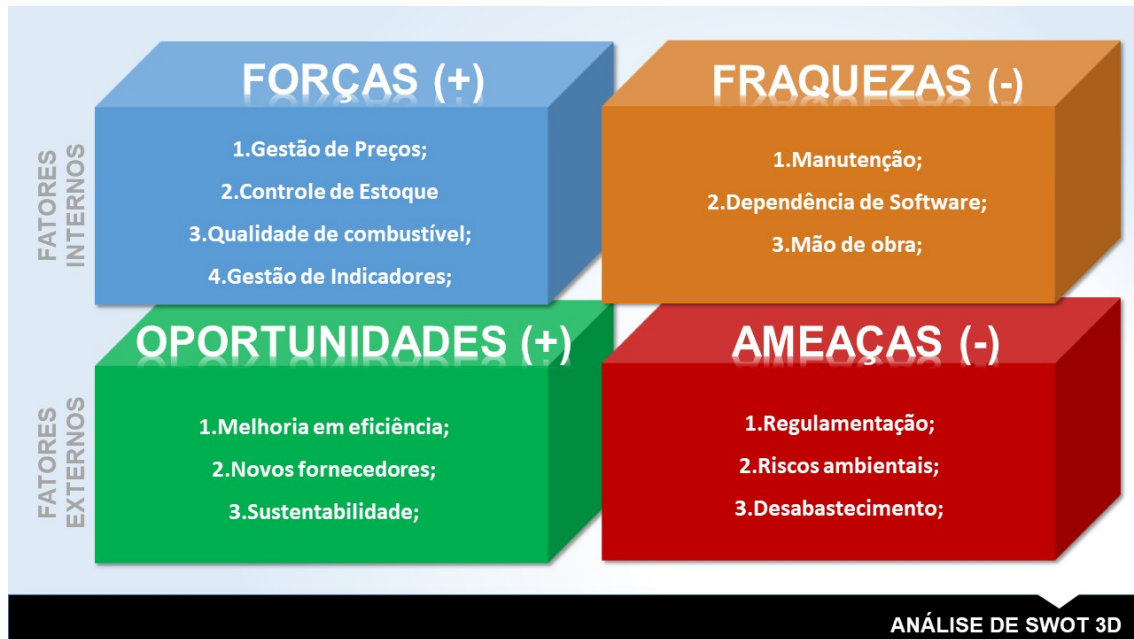 FATORES
INTERNOS
FORÇAS (+)
1.Gestão de Preços;
2.Controle de Estoque
3.Qualidade de combustível;
4.Gestão de Indicadores;
FRAQUEZAS (-)
1.Manutenção;
2.Dependência de Software;
3.Mão de obra;
FATORES
EXTERNOS
OPORTUNIDADES (+)
1.Melhoria em eficiência;
2.Novos fornecedores;
3.Sustentabilidade;
AMEAÇAS (-)
1.Regulamentação;
2.Riscos ambientais;
3.Desabastecimento;
ANÁLISE DE SWOT 3D